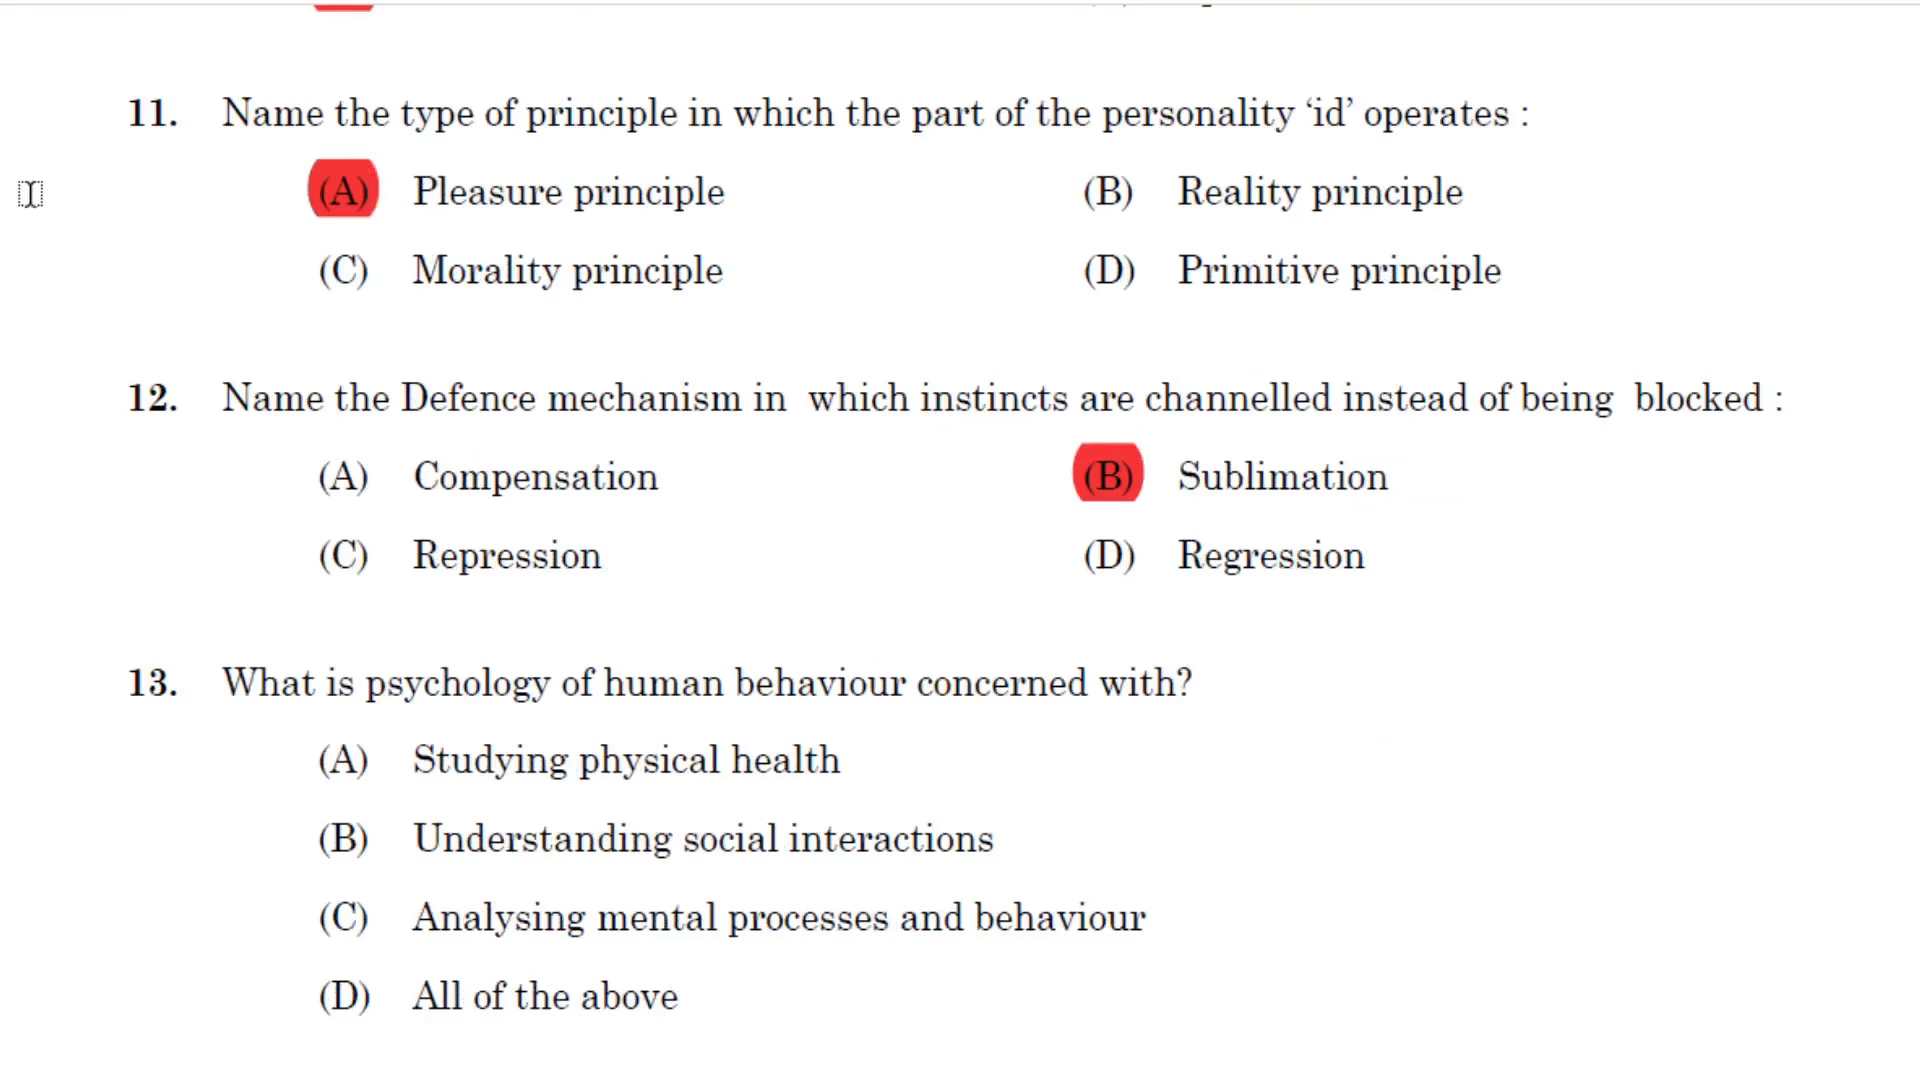 11. Name the type of principle in which the part of the personality ‘id’ operates :
(A) Pleasure principle (B) Reality principle
(C) Morality principle (D) Primitive principle
12. Name the Defence mechanism in which instincts are channelled instead of being blocked :
(A) Compensation (B) Sublimation
(C) Repression (D) Regression
13. What is psychology of human behaviour concerned with?
(A) Studying physical health
(B) Understanding social interactions
(C) Analysing mental processes and behaviour
(D) All of the above